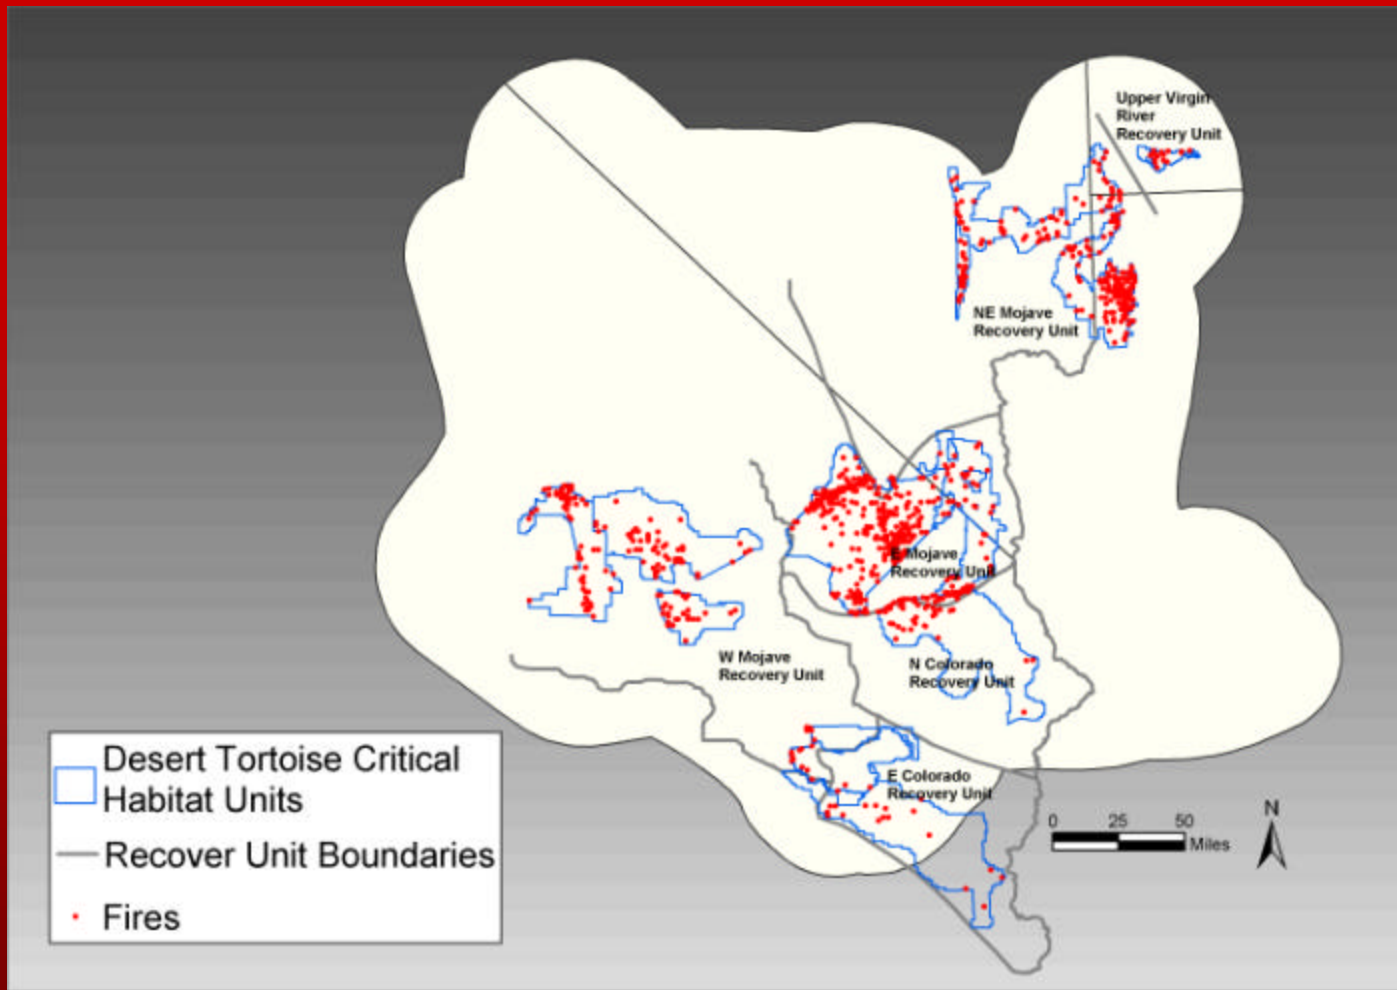 Upper Virgin
River
Recovery Unit
NE Mojave
Recovery Unit
E Mojave
Recovery Unit
W Mojave
Recovery Unit
N Colorado
Recovery Unit
E Colorado
Recovery Unit
Desert Tortoise Critical
Habitat Units
Recover Unit Boundaries
Fires
0 25 50
Miles
N